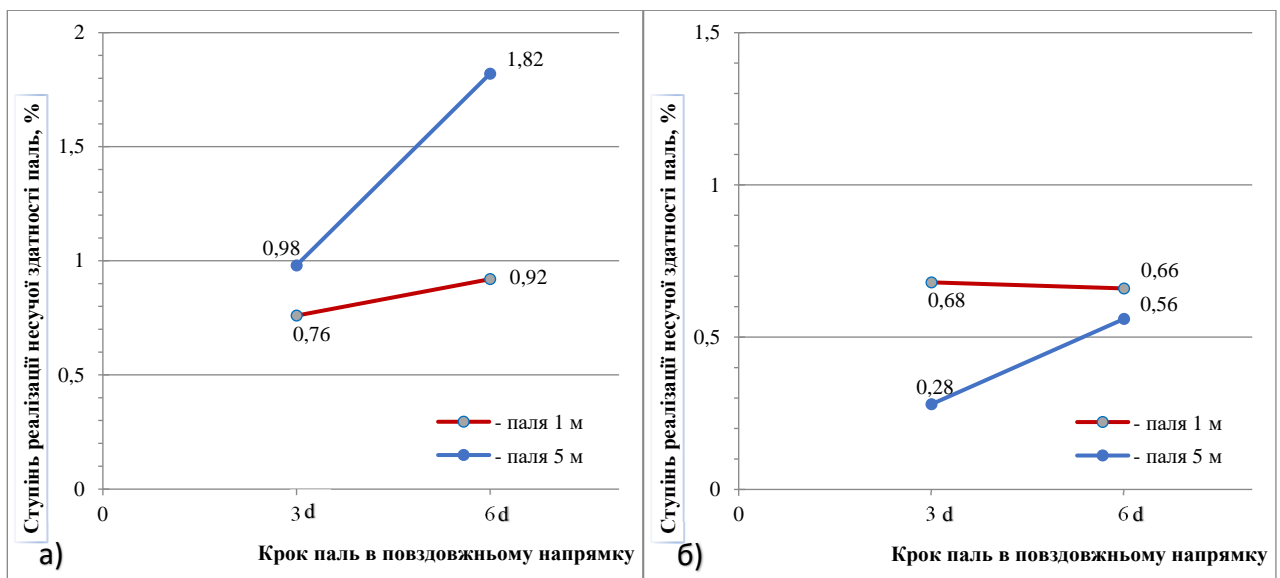 Ступінь реалізації несучої здатності паль, %
2
1,5
1
0,5
0
1,82
0,98
0,92
0,76
- паля 1 м
- паля 5 м
0
3 d
6 d
а)
Крок паль в повздовжньому напрямку
Ступінь реалізації несучої здатності паль, %
1,5
1
0,5
0
0,68
0,66
0,56
0,28
- паля 1 м
- паля 5 м
0
3 d
6 d
б)
Крок паль в повздовжньому напрямку